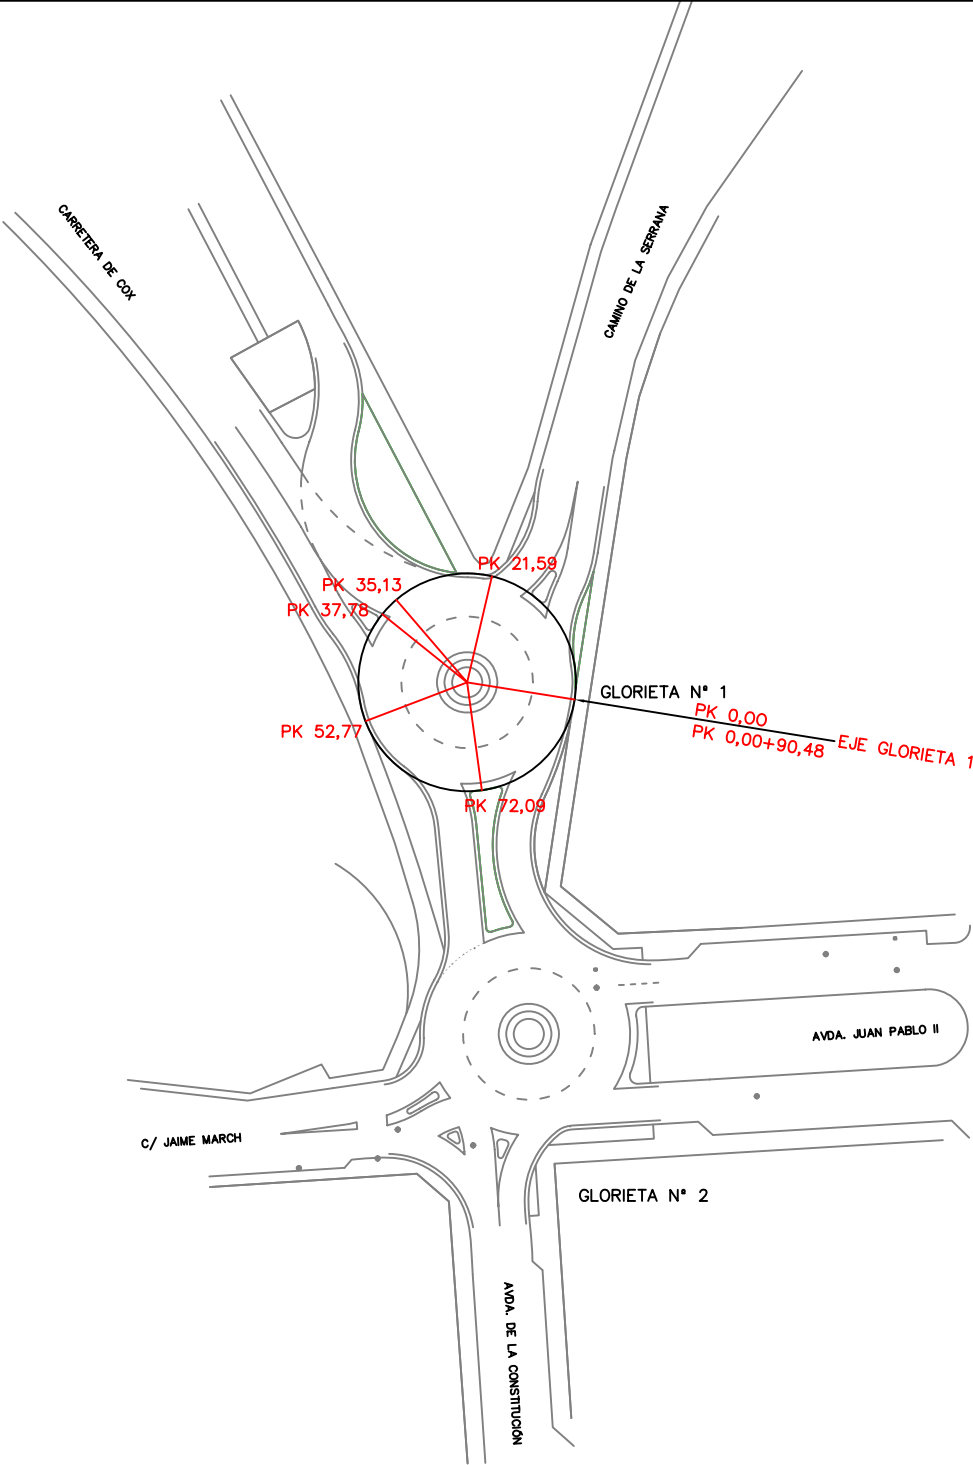 CARRETERA DE COX
CAMINO DE LA SERRANA
PK 21,59
PK 35,13
PK 37,78
GLORIETA Nº 1
PK 0,00
PK 0,00+90,48
EJE GLORIETA 1
PK 52,77
PK 72,09
AVDA. JUAN PABLO II
C/ JAIME MARCH
GLORIETA Nº 2
AVDA. DE LA CONSTITUCIÓN